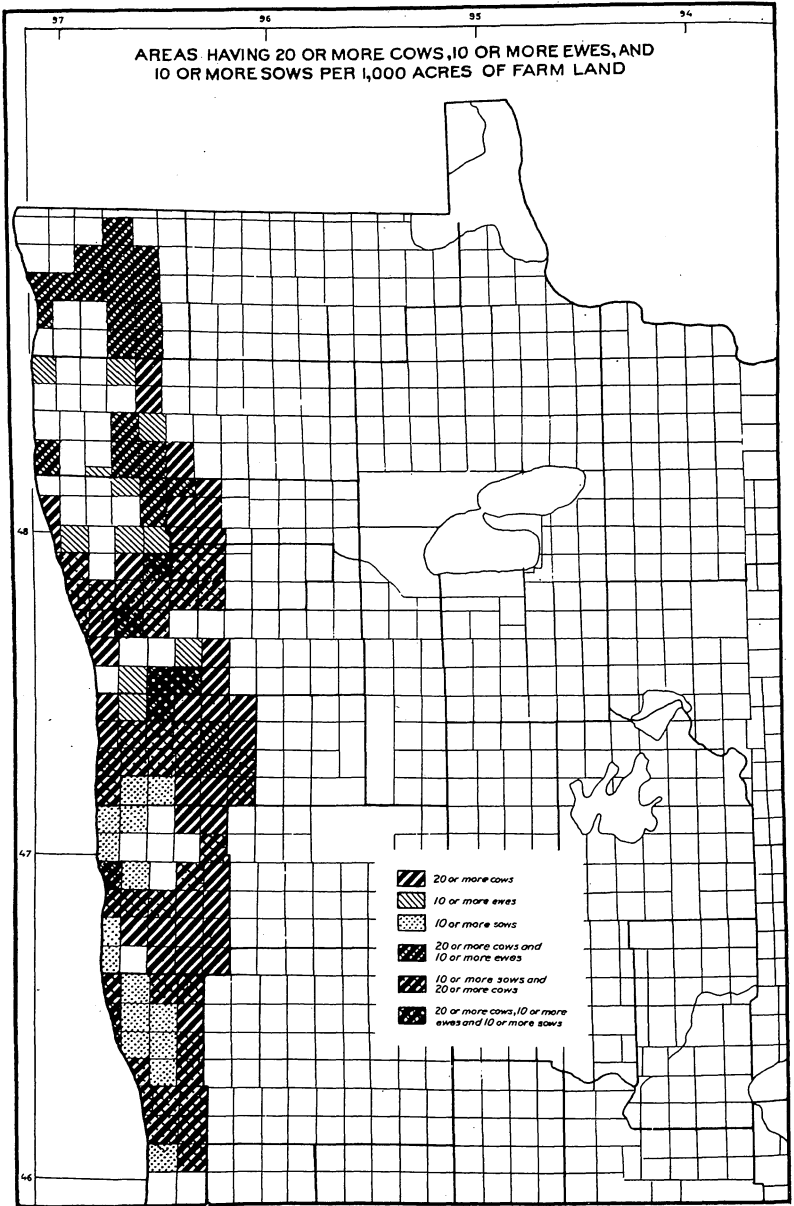 97 96 95 94
AREAS HAVING 20 OR MORE COWS, 10 OR MORE EWES, AND
10 OR MORE SOWS PER 1,000 ACRES OF FARM LAND
48
47
20 or more cows
10 or more ewes
10 or more sows
20 or more cows and
10 or more ewes
10 or more sows and
20 or more cows
20 or more cows, 10 or more
ewes and 10 or more sows
46